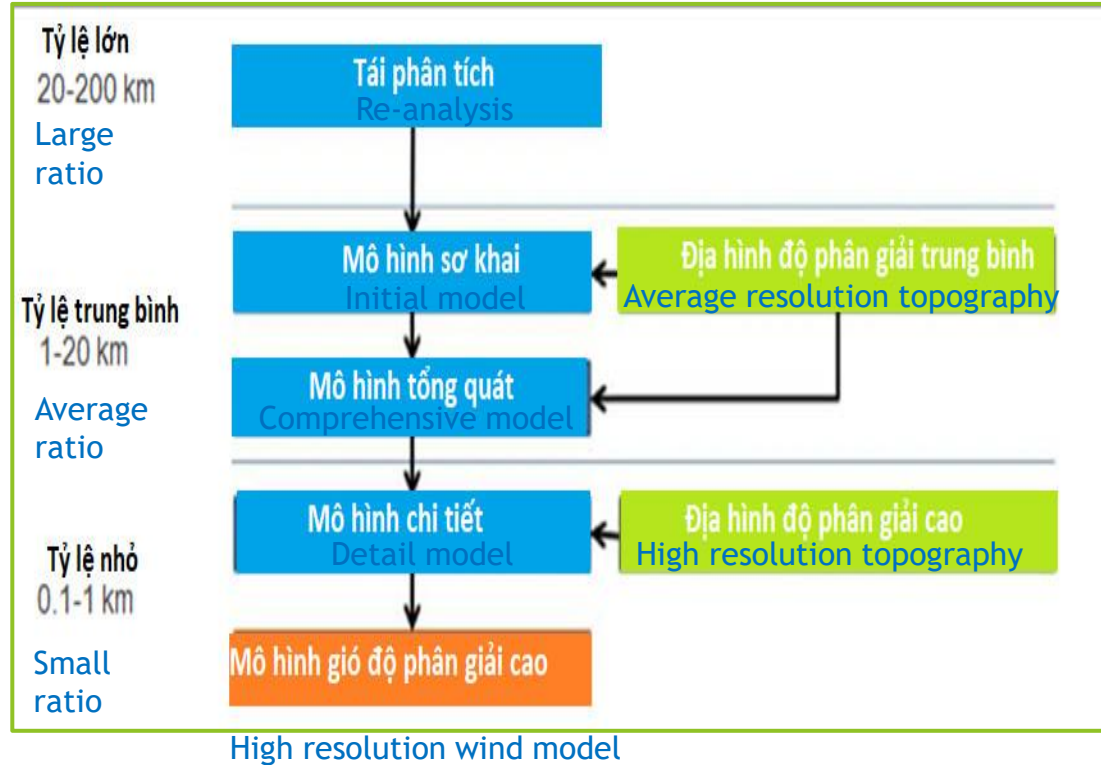 Tỷ lệ lớn
20-200 km
Large
ratio
Tái phân tích
Re-analysis
Mô hình sơ khai
Initial model
Địa hình độ phân giải trung bình
Average resolution topography
Tỷ lệ trung bình
1-20 km
Average
ratio
Mô hình tổng quát
Comprehensive model
Mô hình chi tiết
Detail model
Địa hình độ phân giải cao
High resolution topography
Tỷ lệ nhỏ
0.1-1 km
Small
ratio
Mô hình gió độ phân giải cao
High resolution wind model